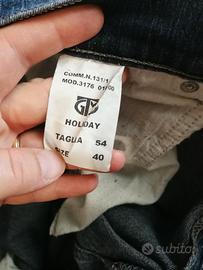 COMM.N.131/1
MOD.3176 01/00
HOLIDAY
TAGLIA 54
SIZE 40
subito